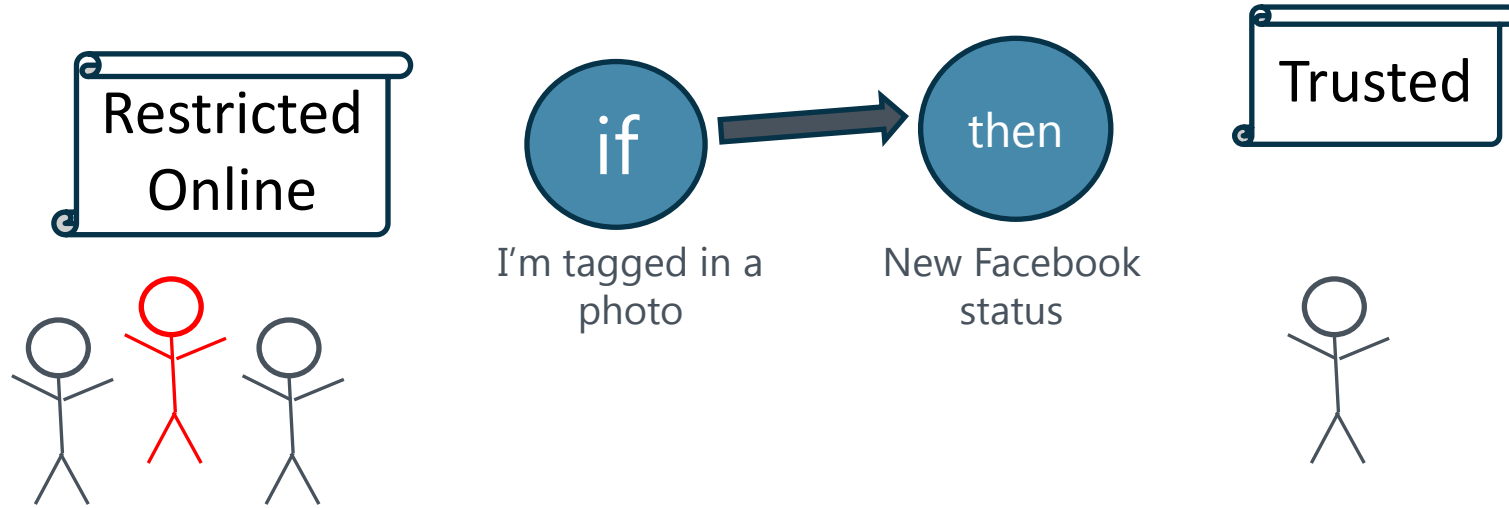 Restricted
Online
if
I'm tagged in a
photo
then
New Facebook
status
Trusted